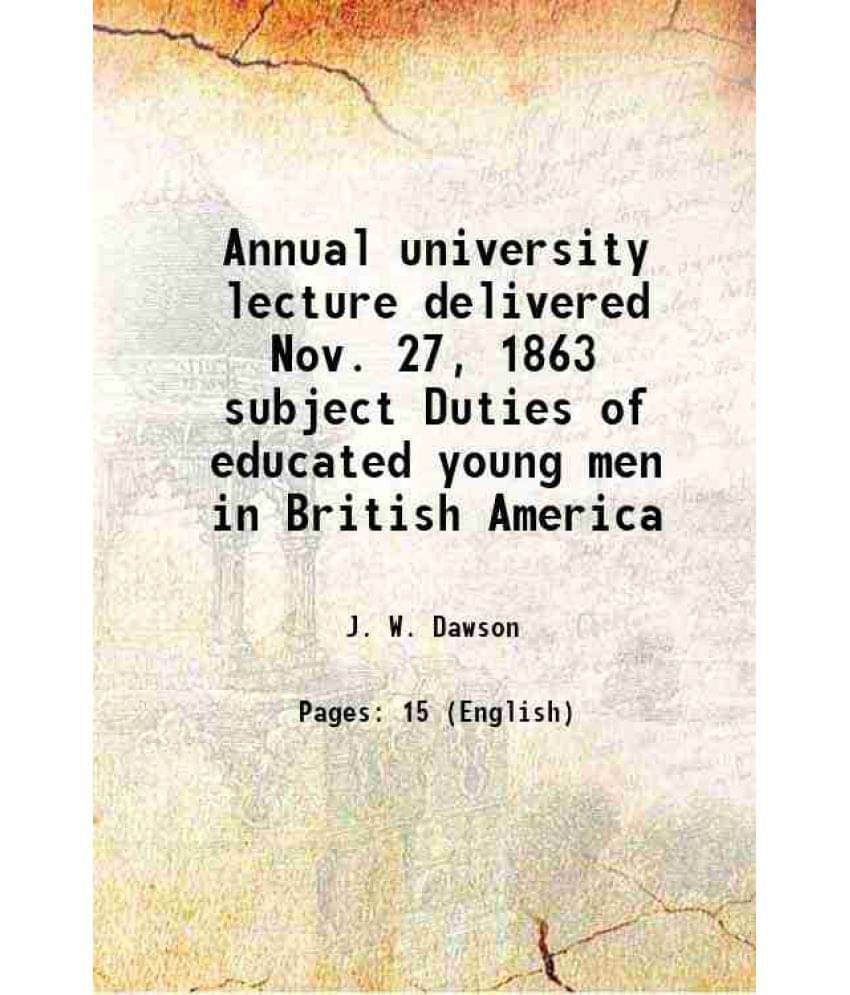 Annual university
lecture delivered
Nov. 27, 1863
subject Duties of
educated young men
in British America
J. W. Dawson
Pages: 15 (English)